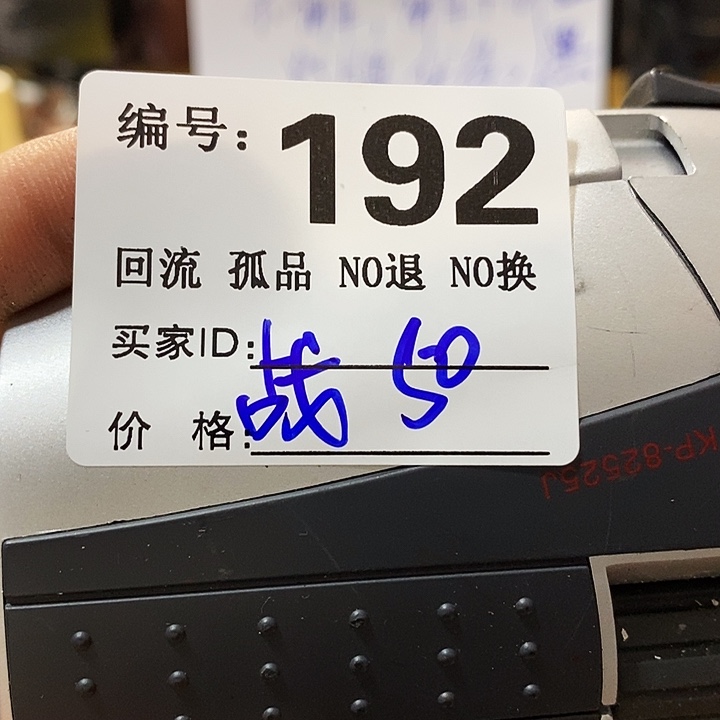 编号: 192
回流 孤品 NO退 NO换
买家ID:
战 50
价 格:
KP-82525J